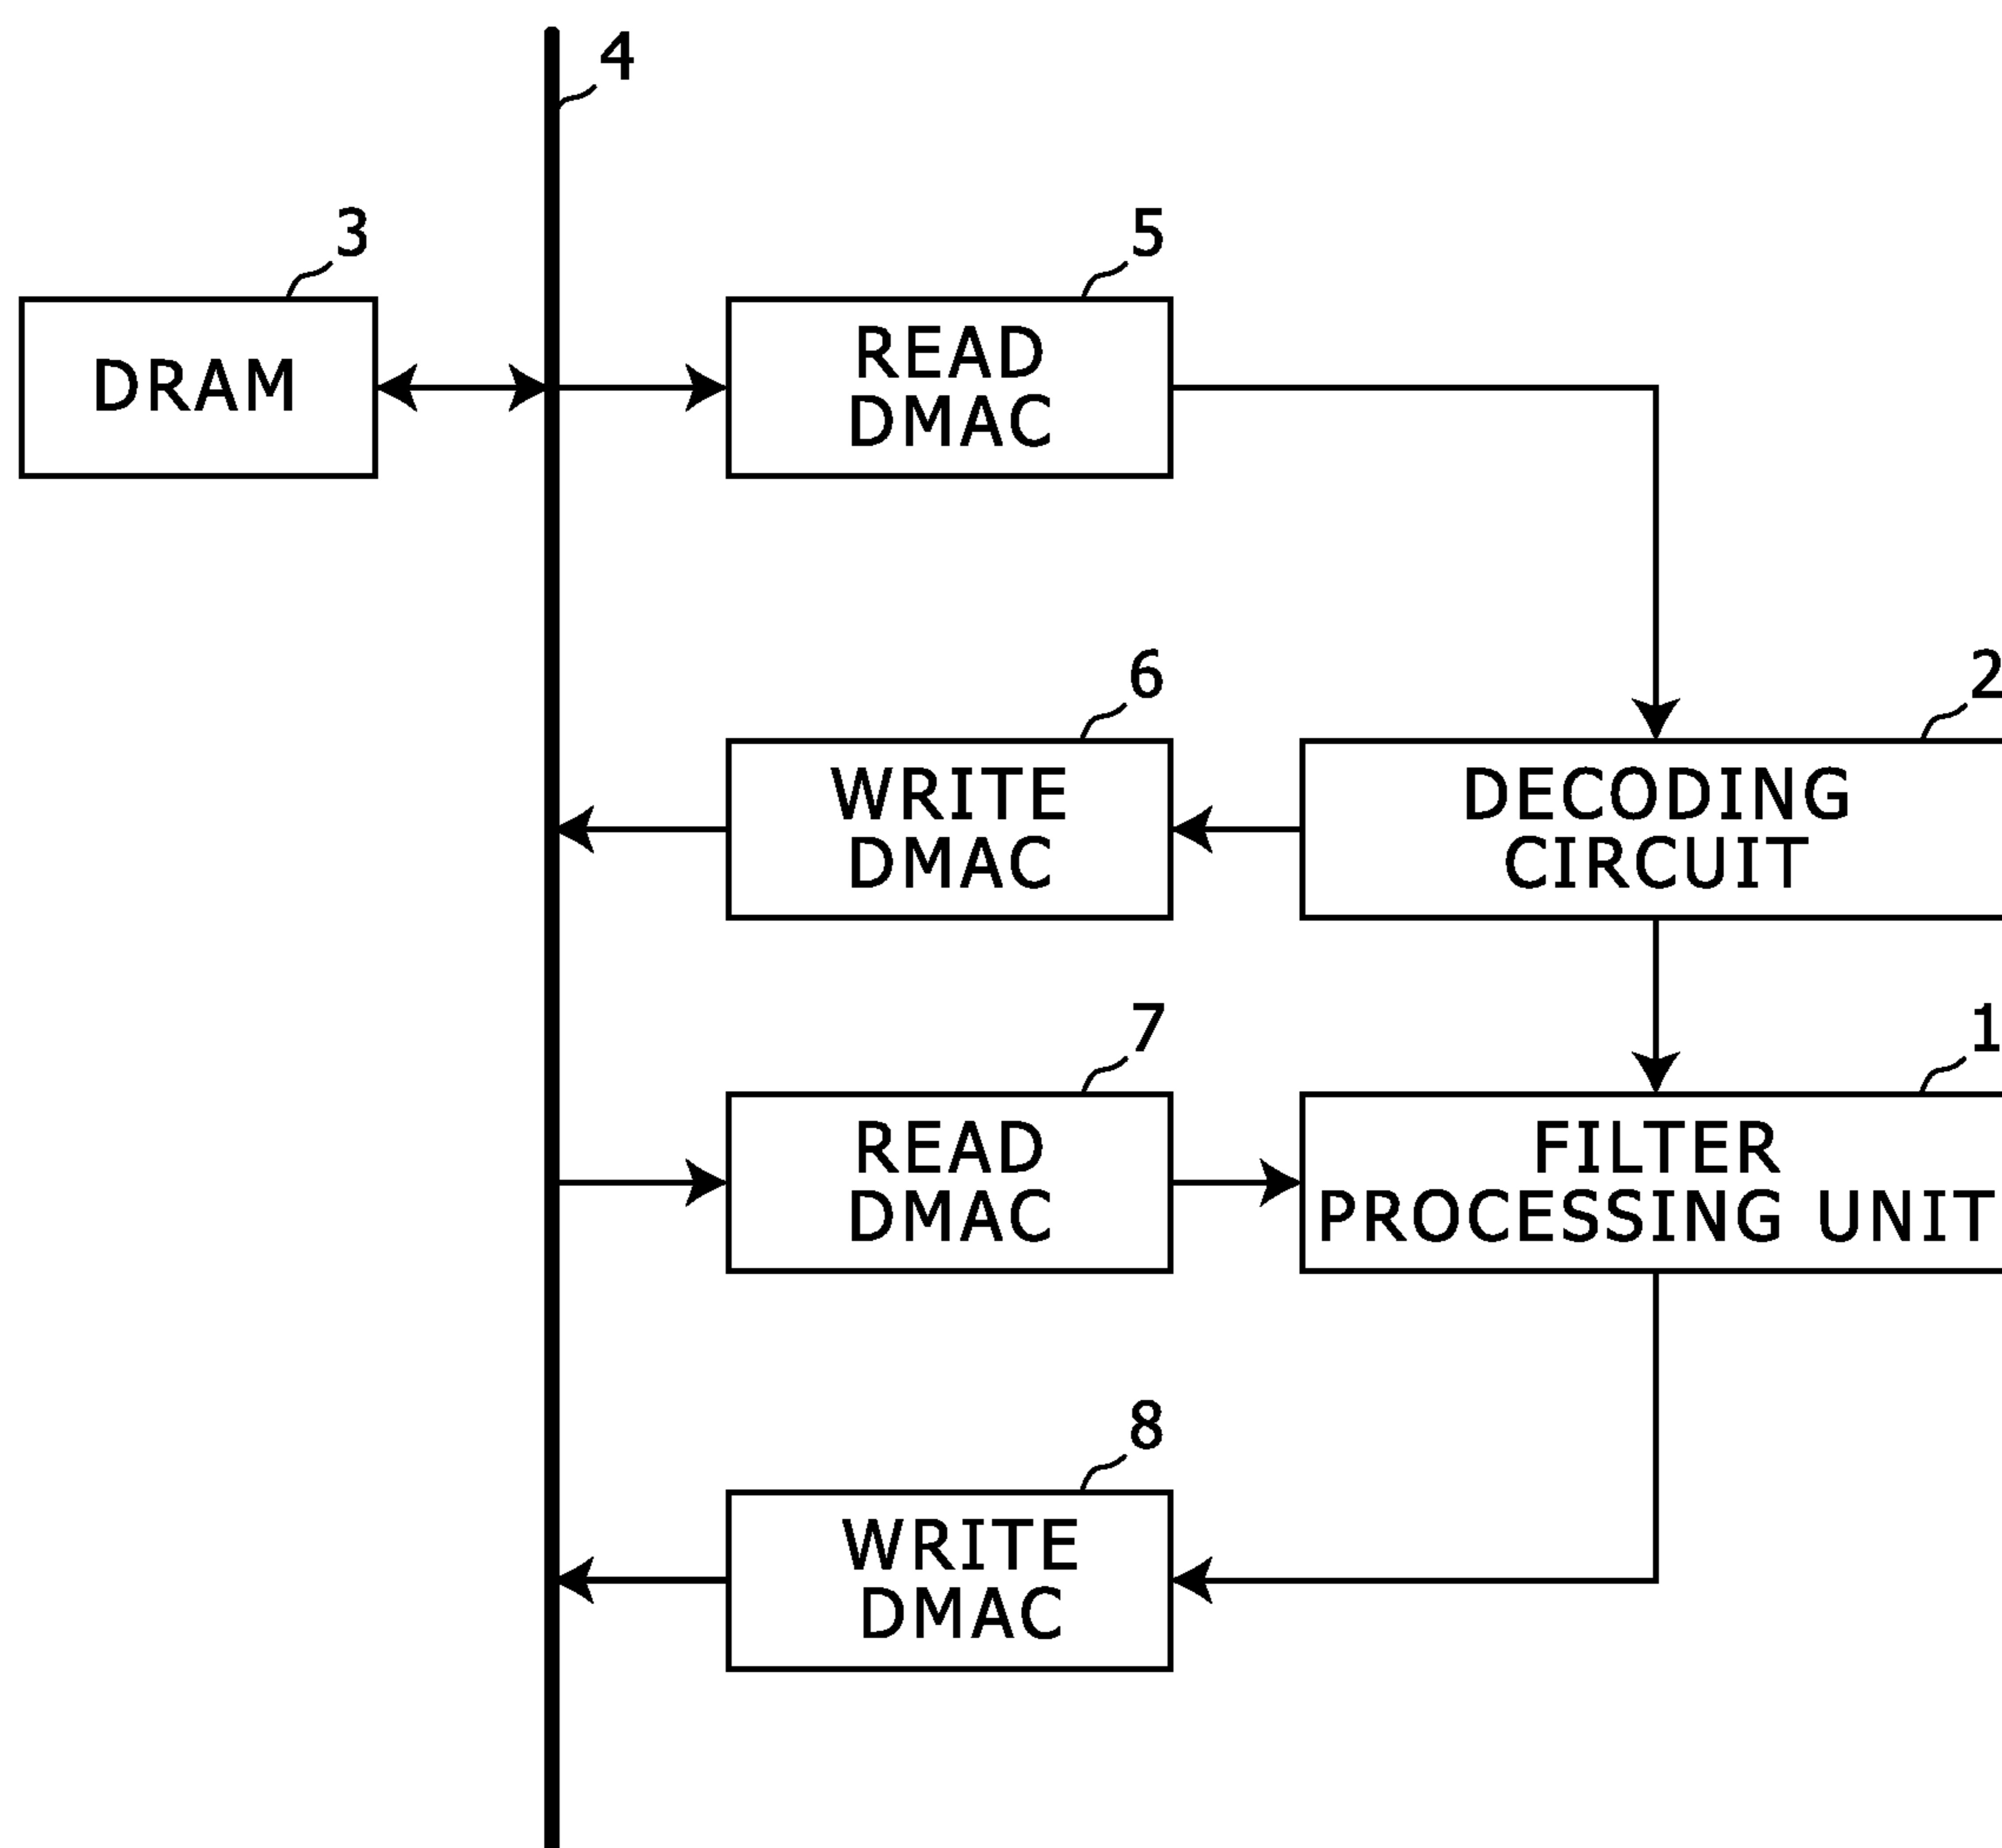 4
3
DRAM
5
READ
DMAC
6
WRITE
DMAC
2
DECODING
CIRCUIT
7
READ
DMAC
1
FILTER
PROCESSING UNIT
8
WRITE
DMAC